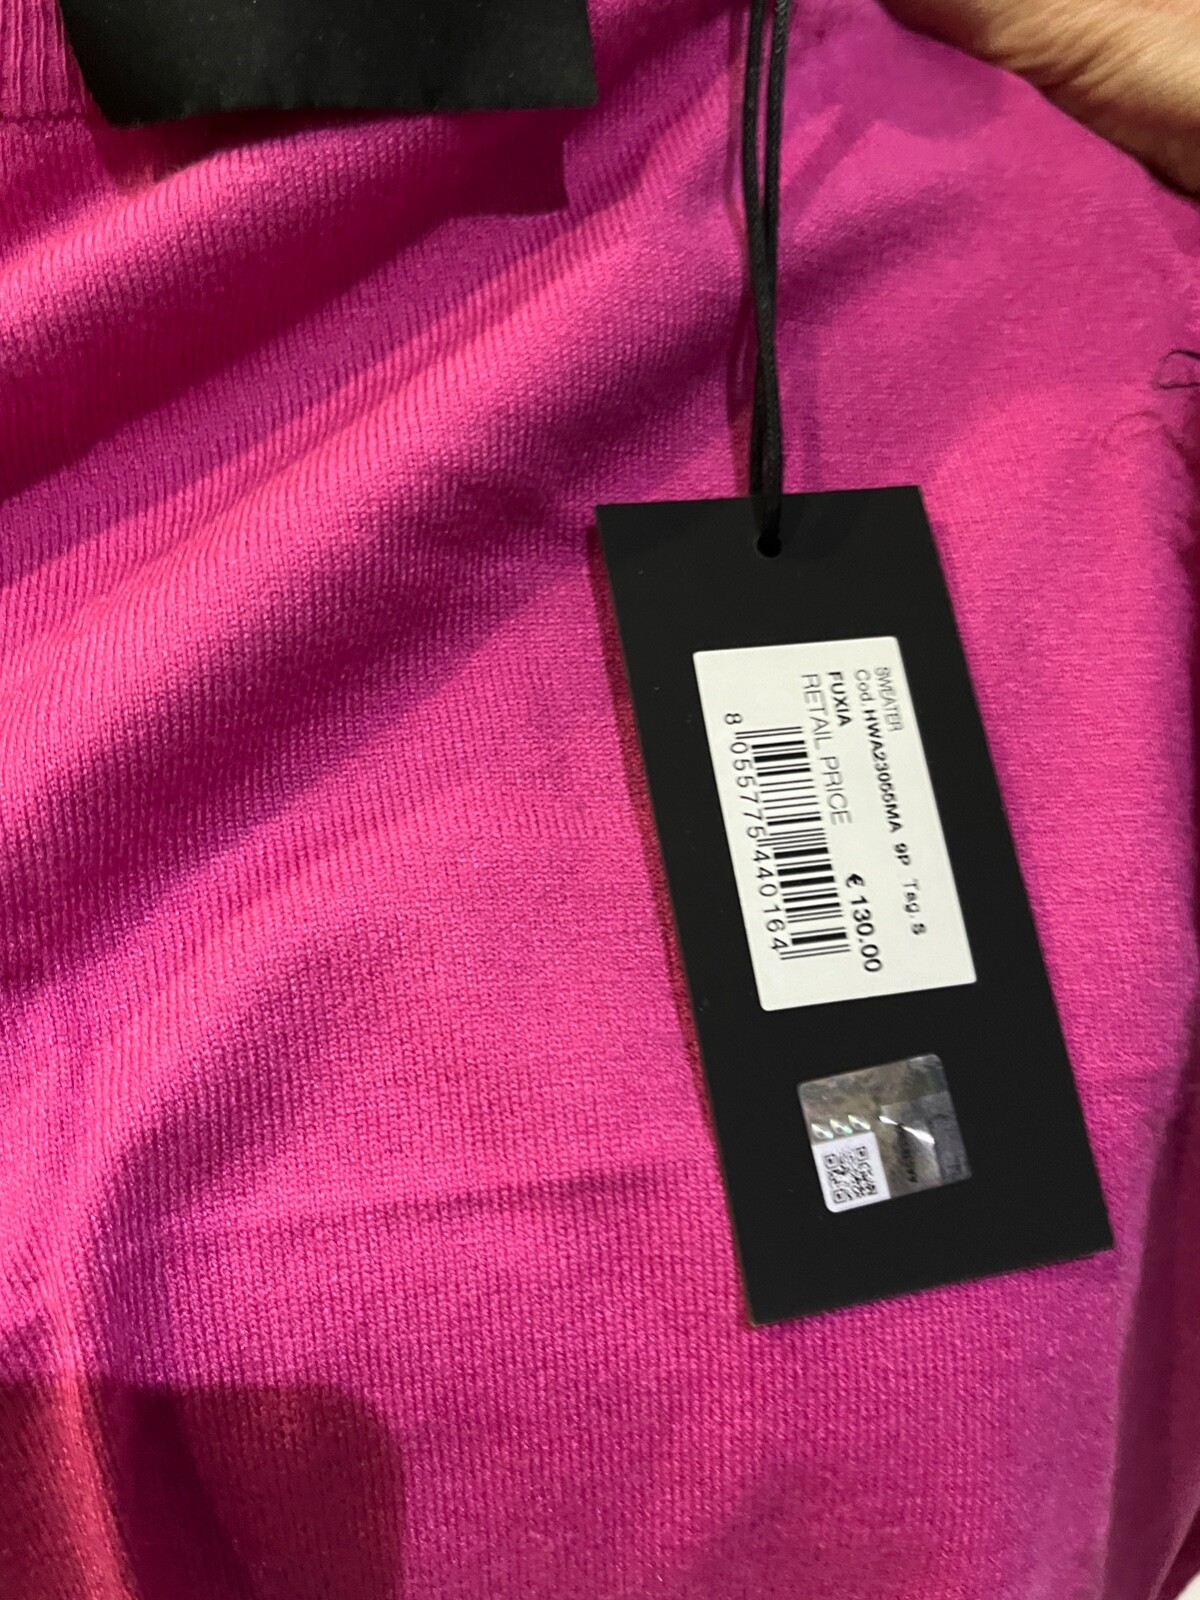 SWEATER
Cod. HWA23055MA 9P Tag. S
FUXIA
RETAIL PRICE € 130.00
8 055775 440164